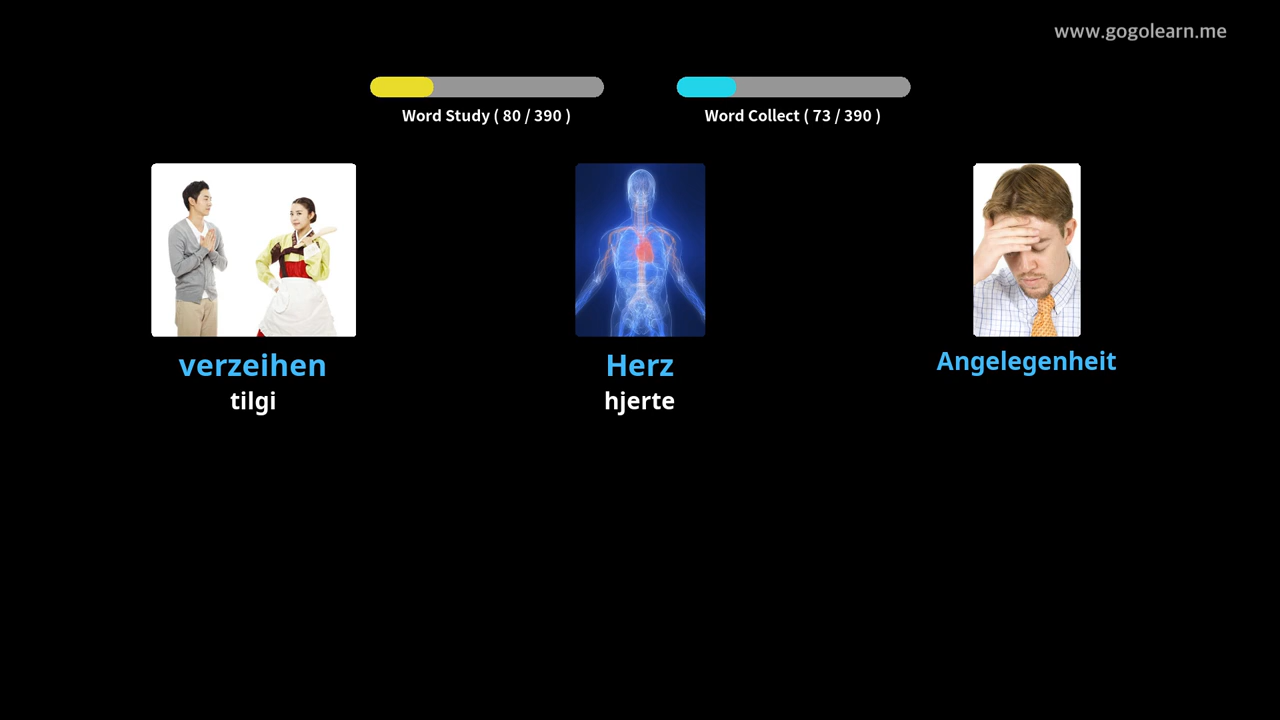 www.gogolearn.me
Word Study ( 80 / 390 )
Word Collect ( 73 / 390 )
verzeihen
tilgi
Herz
hjerte
Angelegenheit